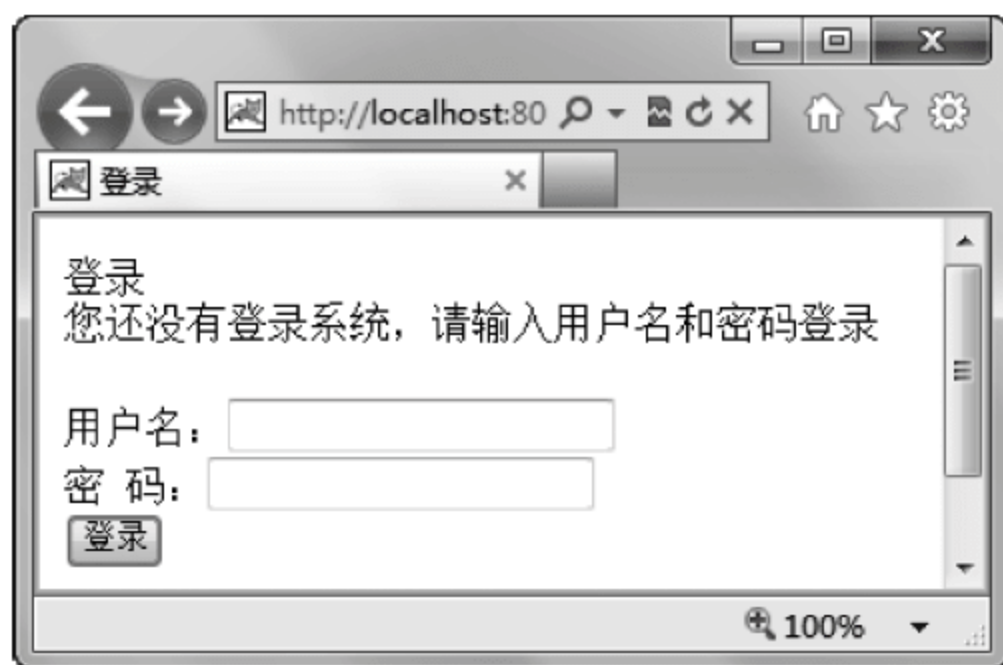 http://localhost:80
登录
登录
您还没有登录系统，请输入用户名和密码登录
用户名：
密 码：
登录
100%